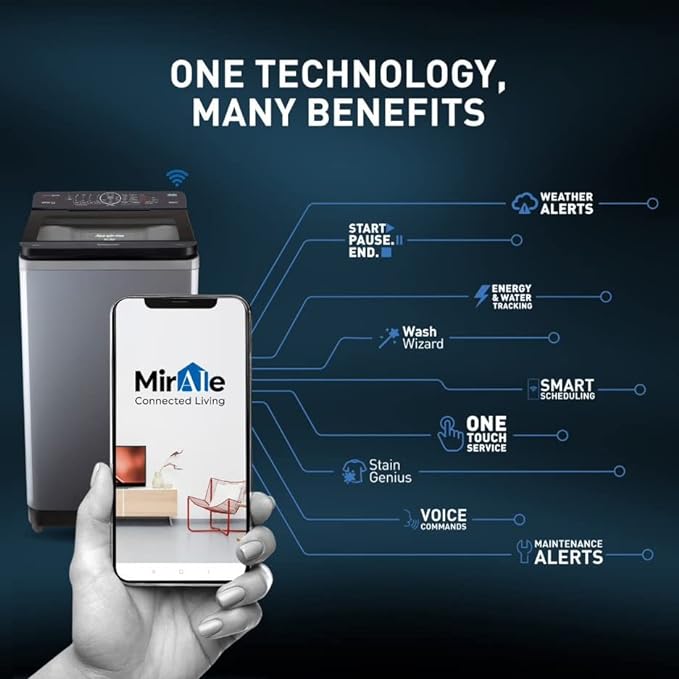 ONE TECHNOLOGY,
MANY BENEFITS
WEATHER
ALERTS
START
PAUSE.
END.
ENERGY
& WATER
TRACKING
Wash
Wizard
MirAIe
Connected Living
SMART
SCHEDULING
ONE
TOUCH
SERVICE
Stain
Genius
VOICE
COMMANDS
MAINTENANCE
ALERTS